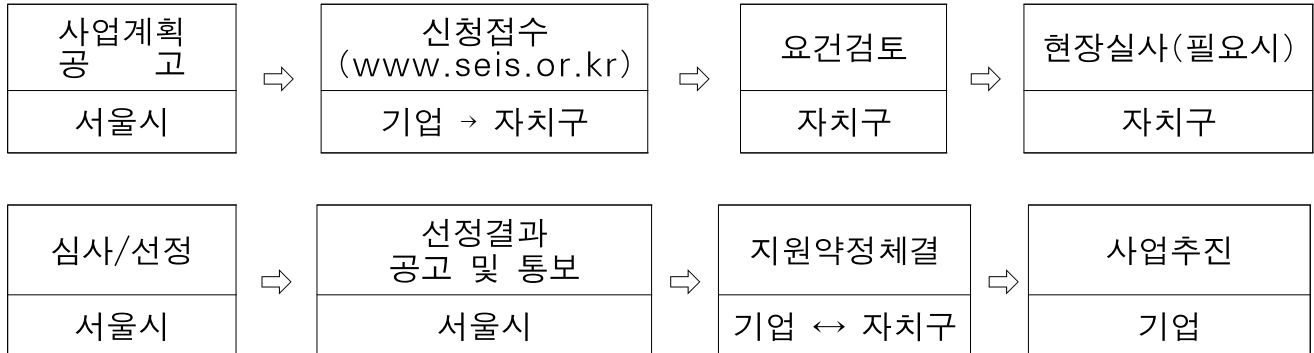 사업계획
공 고
⇨
신청접수
(www.seis.or.kr)
⇨
요건검토
⇨
현장실사(필요시)
서울시
기업 → 자치구
자치구
자치구
심사/선정
⇨
선정결과
공고 및 통보
⇨
지원약정체결
⇨
사업추진
서울시
서울시
기업 ↔ 자치구
기업